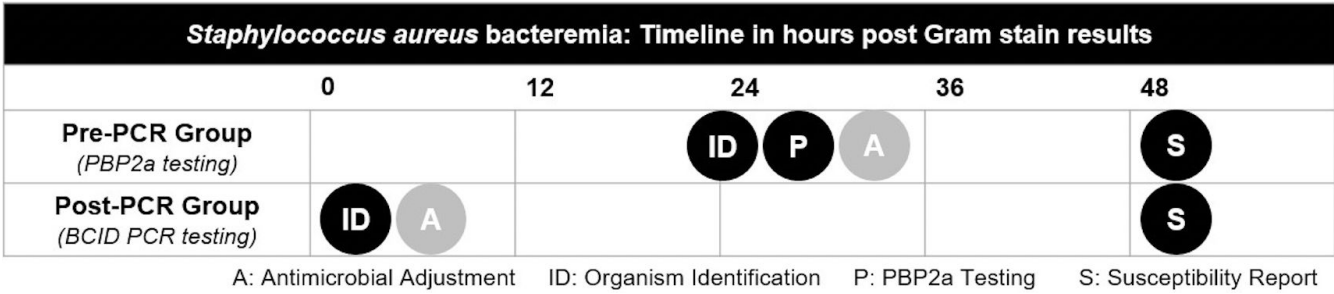 Staphylococcus aureus bacteremia: Timeline in hours post Gram stain results
0 12 24 36 48
Pre-PCR Group
(PBP2a testing)
ID P A S
Post-PCR Group
(BCID PCR testing)
ID A S
A: Antimicrobial Adjustment ID: Organism Identification P: PBP2a Testing S: Susceptibility Report